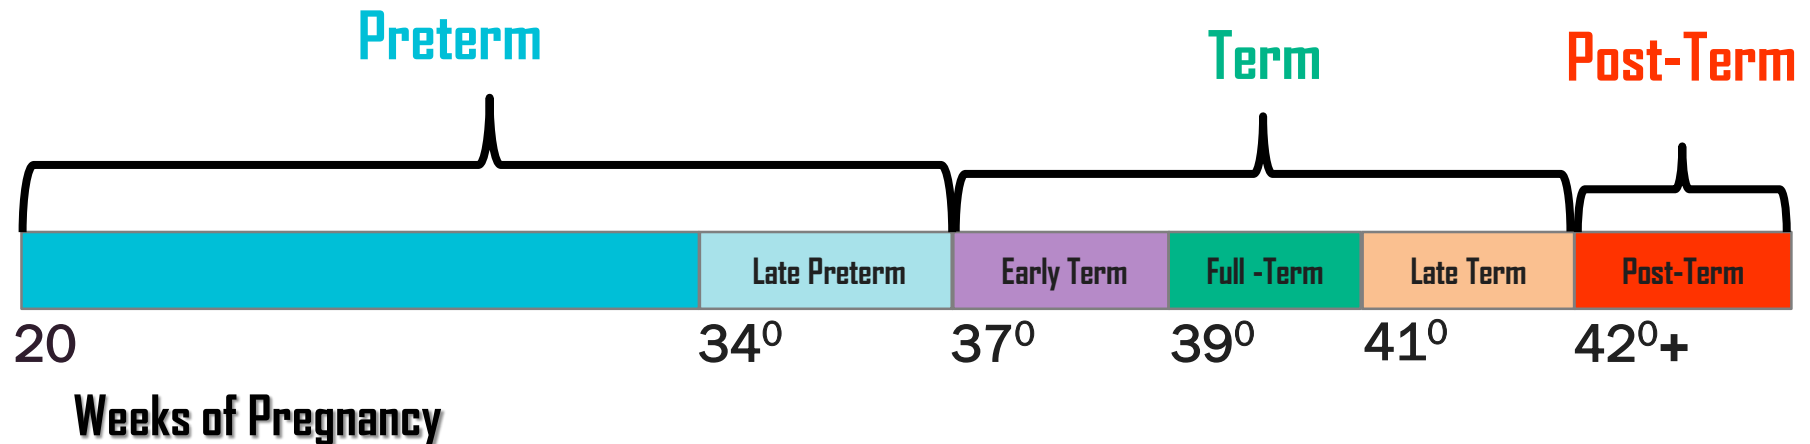 Preterm
Term
Post-Term
Late Preterm
Early Term
Full -Term
Late Term
Post-Term
20
34⁰
37⁰
39⁰
41⁰
42⁰+
Weeks of Pregnancy